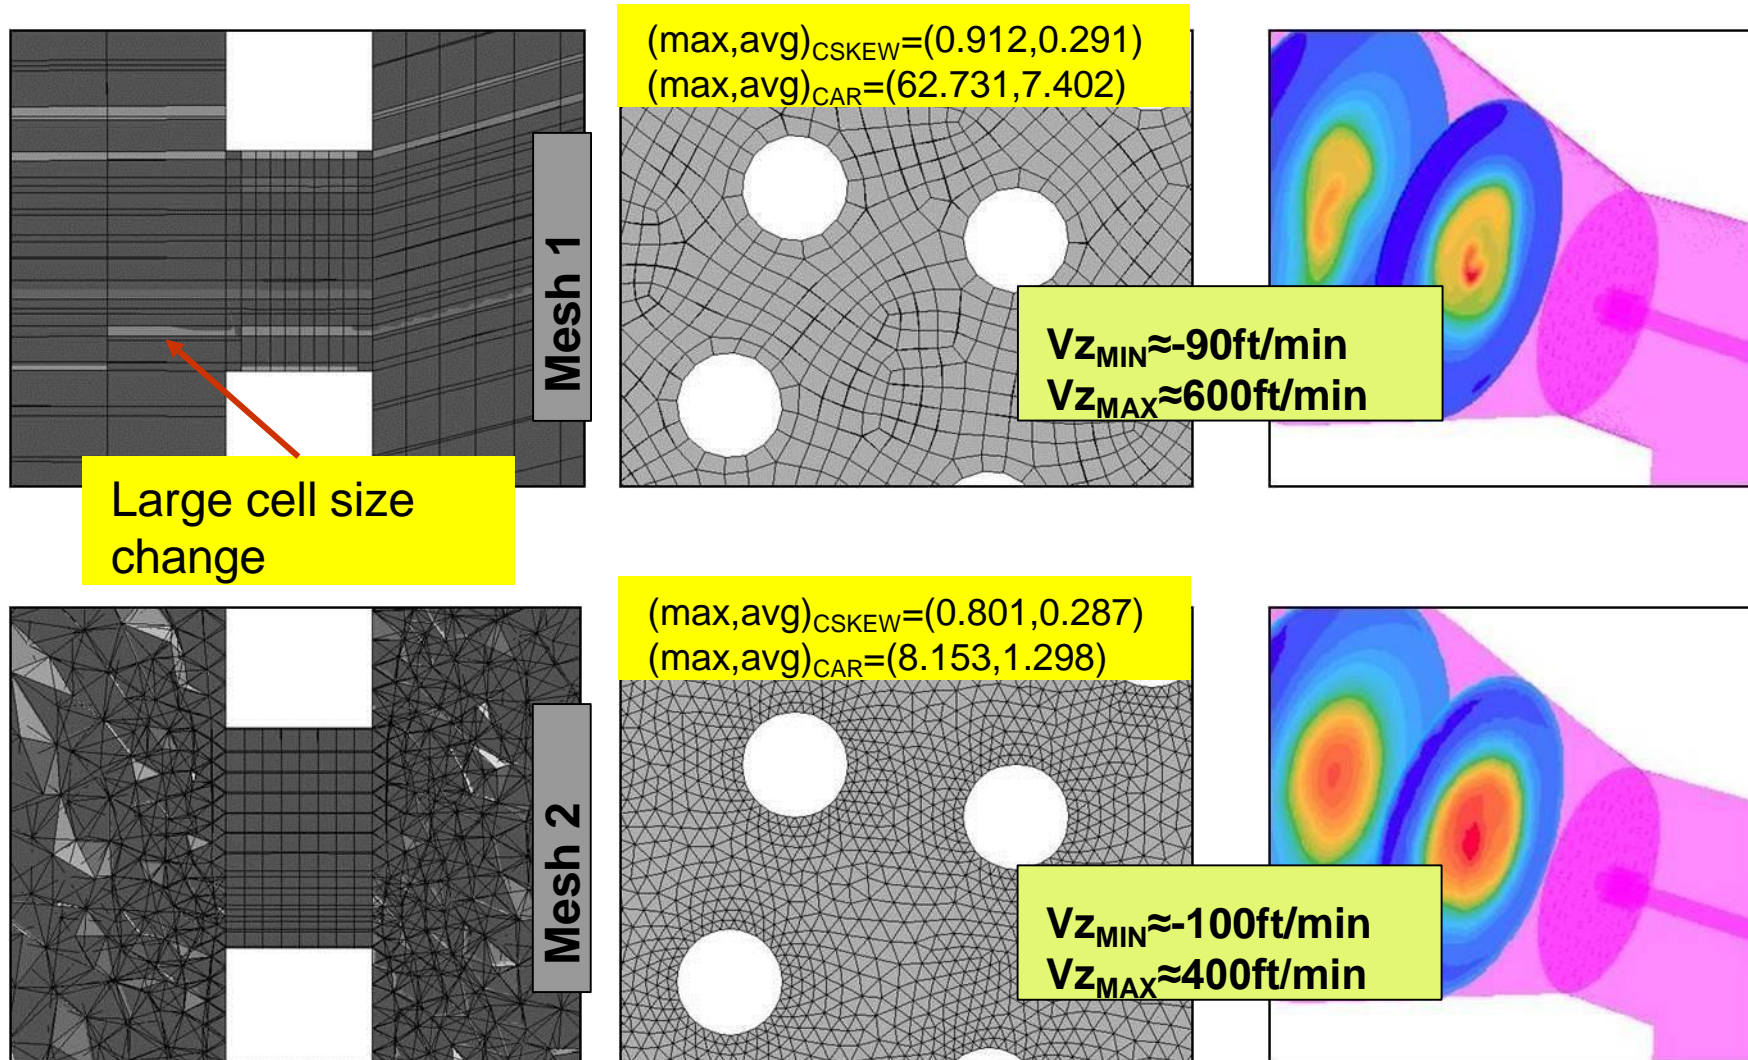 (max,avg)CSKEW=(0.912,0.291)
(max,avg)CAR=(62.731,7.402)
Mesh 1
VzMIN≈-90ft/min
VzMAX≈600ft/min
Large cell size
change
(max,avg)CSKEW=(0.801,0.287)
(max,avg)CAR=(8.153,1.298)
Mesh 2
VzMIN≈-100ft/min
VzMAX≈400ft/min